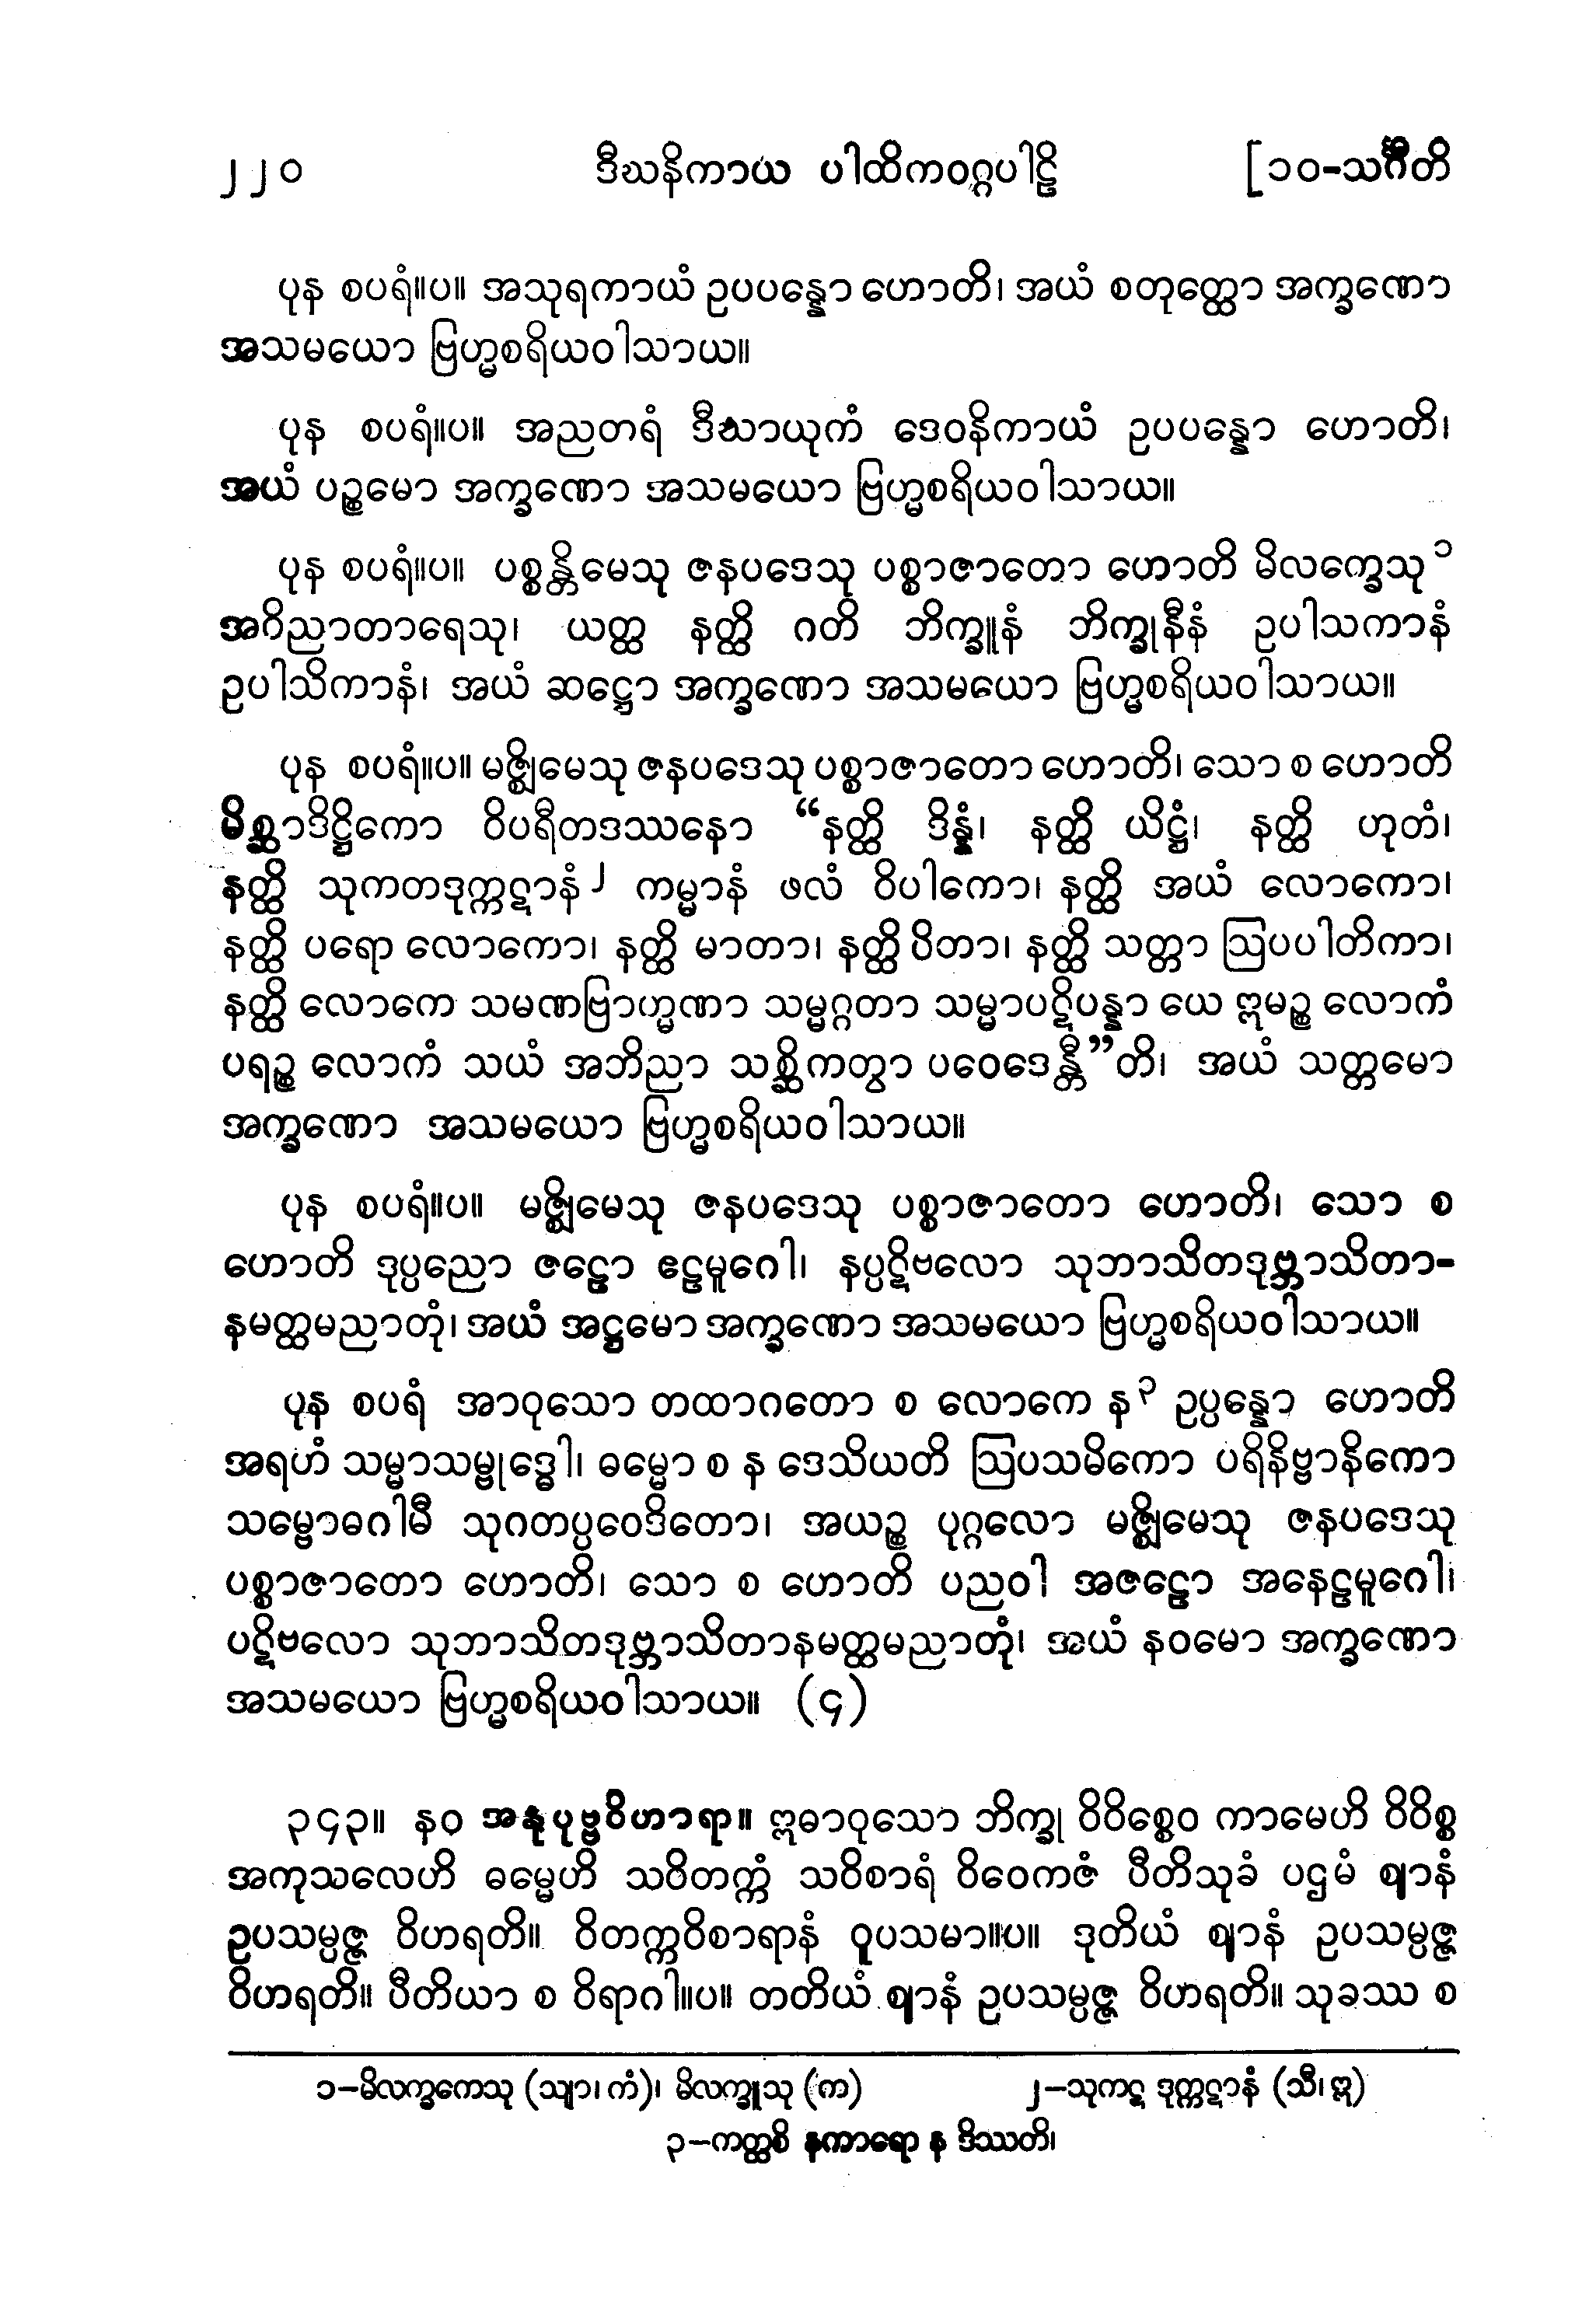 ၂၂၀ ဒီဃနိကာယ ပါထိကဝဂ္ဂပါဠိ [၁၀-သင်္ဂီတိ
ပုန စပရံ။ပ။ အသုရကာယံ ဥပပန္နော ဟောတိ၊ အယံ စတုတ္ထော အက္ခဏော
အသမယော ဗြဟ္မစရိယဝါသာယ။
ပုန စပရံ။ပ။ အညတရံ ဒီဃာယုကံ ဒေဝနိကာယံ ဥပပန္နော ဟောတိ၊
အယံ ပဉ္စမော အက္ခဏော အသမယော ဗြဟ္မစရိယဝါသာယ။
ပုန စပရံ။ပ။ ပစ္စန္တိမေသု ဇနပဒေသု ပစ္စာဇာတော ဟောတိ မိလက္ခေသု၁
အဝိညာတာရေသု၊ ယတ္ထ နတ္ထိ ဂတိ ဘိက္ခူနံ ဘိက္ခုနီနံ ဥပါသကာနံ
ဥပါသိကာနံ၊ အယံ ဆဋ္ဌော အက္ခဏော အသမယော ဗြဟ္မစရိယဝါသာယ။
ပုန စပရံ။ပ။ မဇ္ဈိမေသု ဇနပဒေသု ပစ္စာဇာတော ဟောတိ၊ သော စ ဟောတိ
မိစ္ဆာဒိဋ္ဌိကော ဝိပရီတဒဿနော “နတ္ထိ ဒိန္နံ၊ နတ္ထိ ယိဋ္ဌံ၊ နတ္ထိ ဟုတံ၊
နတ္ထိ သုကတဒုက္ကဋာနံ၂ ကမ္မာနံ ဖလံ ဝိပါကော၊ နတ္ထိ အယံ လောကော၊
နတ္ထိ ပရော လောကော၊ နတ္ထိ မာတာ၊ နတ္ထိ ပိတာ၊ နတ္ထိ သတ္တာ ဩပပါတိကာ၊
နတ္ထိ လောကေ သမဏဗြာဟ္မဏာ သမ္မဂ္ဂတာ သမ္မာပဋိပန္နာ ယေ ဣမဉ္စ လောကံ
ပရဉ္စ လောကံ သယံ အဘိညာ သစ္ဆိကတွာ ပဝေဒေန္တီ”တိ၊ အယံ သတ္တမော
အက္ခဏော အသမယော ဗြဟ္မစရိယဝါသာယ။
ပုန စပရံ။ပ။ မဇ္ဈိမေသု ဇနပဒေသု ပစ္စာဇာတော ဟောတိ၊ သော စ
ဟောတိ ဒုပ္ပညော ဇဠော ဧဠမူဂေါ၊ နပ္ပဋိဗလော သုဘာသိတဒုဗ္ဘာသိတာ-
နမတ္ထမညာတုံ၊ အယံ အဋ္ဌမော အက္ခဏော အသမယော ဗြဟ္မစရိယဝါသာယ။
ပုန စပရံ အာဝုသော တထာဂတော စ လောကေ န၃ ဥပ္ပန္နော ဟောတိ
အရဟံ သမ္မာသမ္ဗုဒ္ဓေါ၊ ဓမ္မော စ န ဒေသိယတိ ဩပသမိကော ပရိနိဗ္ဗာနိကော
သမ္ဗောဓဂါမီ သုဂတပ္ပဝေဒိတော၊ အယဉ္စ ပုဂ္ဂလော မဇ္ဈိမေသု ဇနပဒေသု
ပစ္စာဇာတော ဟောတိ၊ သော စ ဟောတိ ပညဝါ အဇဠော အနေဠမူဂေါ၊
ပဋိဗလော သုဘာသိတဒုဗ္ဘာသိတာနမတ္ထမညာတုံ၊ အယံ နဝမော အက္ခဏော
အသမယော ဗြဟ္မစရိယဝါသာယ။ (၄)
၃၄၃။ နဝ အနုပုဗ္ဗဝိဟာရာ။ ဣဓာဝုသော ဘိက္ခု ဝိဝိစ္စေဝ ကာမေဟိ ဝိဝိစ္စ
အကုသလေဟိ ဓမ္မေဟိ သဝိတက္ကံ သဝိစာရံ ဝိဝေကဇံ ပီတိသုခံ ပဌမံ ဈာနံ
ဥပသမ္ပဇ္ဇ ဝိဟရတိ။ ဝိတက္ကဝိစာရာနံ ဝူပသမာ။ပ။ ဒုတိယံ ဈာနံ ဥပသမ္ပဇ္ဇ
ဝိဟရတိ။ ပီတိယာ စ ဝိရာဂါ။ပ။ တတိယံ ဈာနံ ဥပသမ္ပဇ္ဇ ဝိဟရတိ။ သုခဿ စ
၁-မိလက္ခကေသု (သျာ၊ ကံ)၊ မိလက္ခူသု (က) ၂-သုကဋ ဒုက္ကဋာနံ (သီ၊ ဣ)
၃-ကတ္ထစိ နကာရော န ဒိဿတိ၊